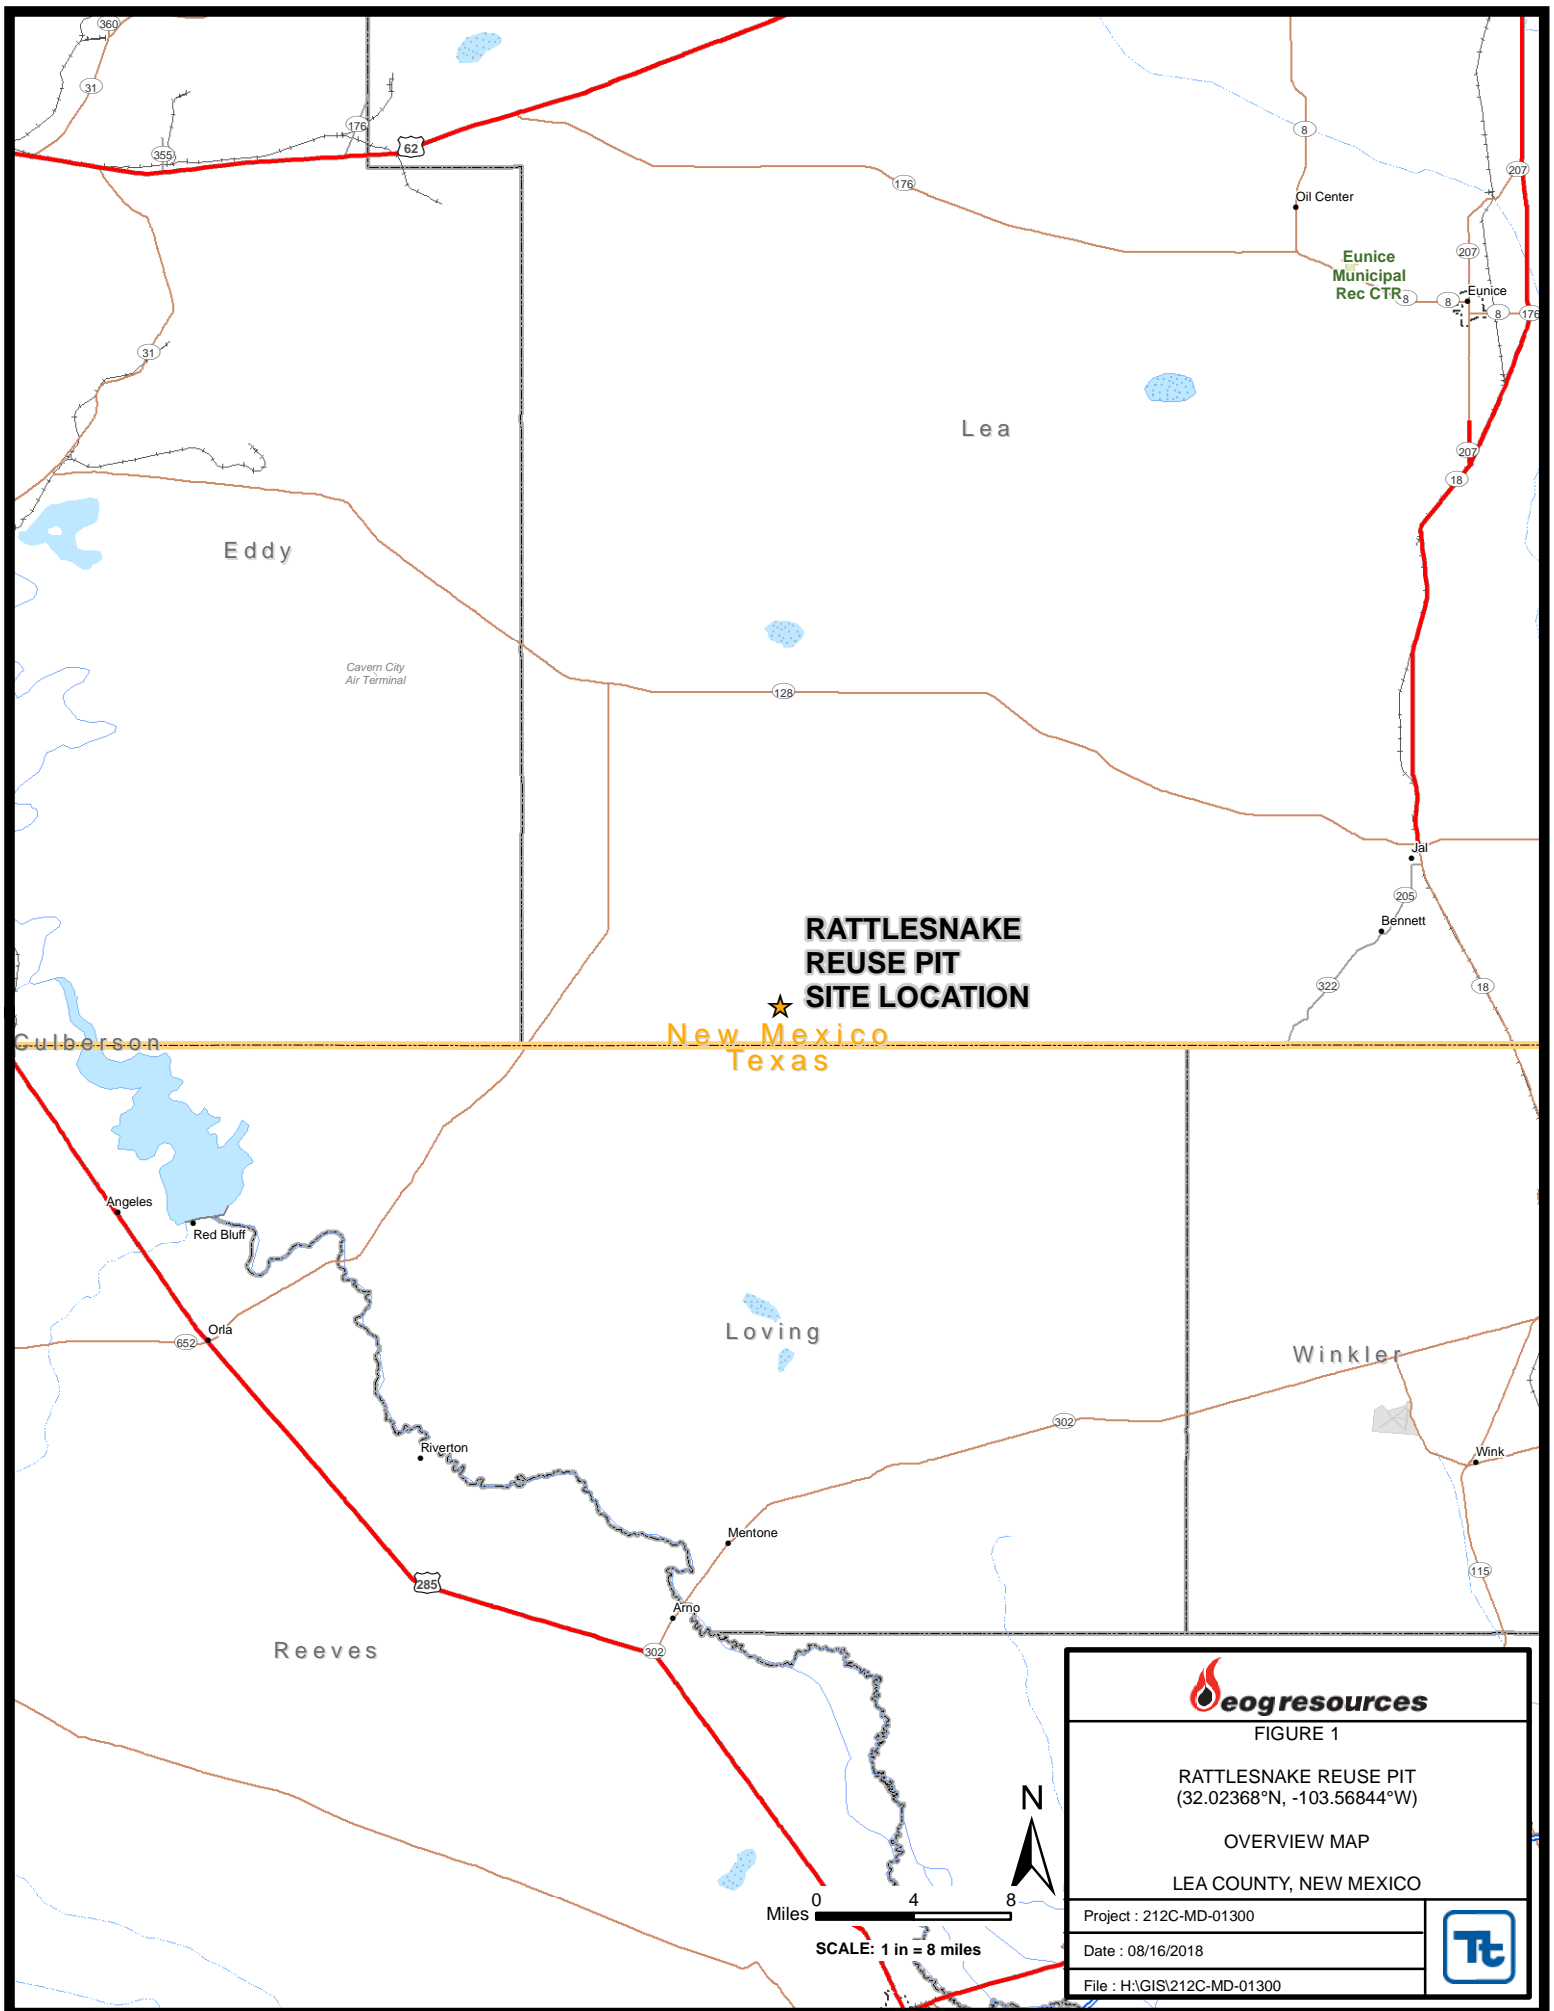 360
31
176
62
355
8
207
176
Oil Center
207
Eunice
Municipal
Rec CTR
8
8
Eunice
8
176
31
Lea
207
18
Eddy
Cavern City
Air Terminal
128
Jal
205
Bennett
RATTLESNAKE
REUSE PIT
SITE LOCATION
322
18
New Mexico
Culberson
Texas
Angeles
Red Bluff
Orla
652
Loving
Winkler
302
Riverton
Wink
Mentone
285
115
Arno
302
Reeves
eog resources
FIGURE 1
RATTLESNAKE REUSE PIT
(32.02368°N, -103.56844°W)
OVERVIEW MAP
LEA COUNTY, NEW MEXICO
Project : 212C-MD-01300
Date : 08/16/2018
File : H:\GIS\212C-MD-01300
Tt
N
0 4 8
Miles
SCALE: 1 in = 8 miles